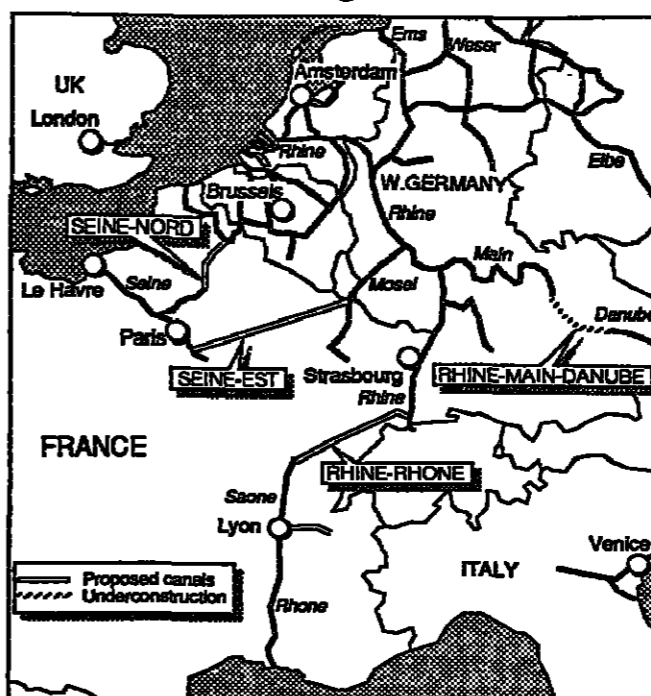 Ems
Weser
Amsterdam
UK
London
Rhine
Elbe
W.GERMANY
Brussels
Rhine
SEINE-NORD
Main
Le Havre
Seine
Mosel
Danube
Paris
SEINE-EST
Strasbourg
RHINE-MAIN-DANUBE
Rhine
FRANCE
RHINE-RHONE
Saone
Lyon
Venice
ITALY
Proposed canals
Underconstruction
Rhone